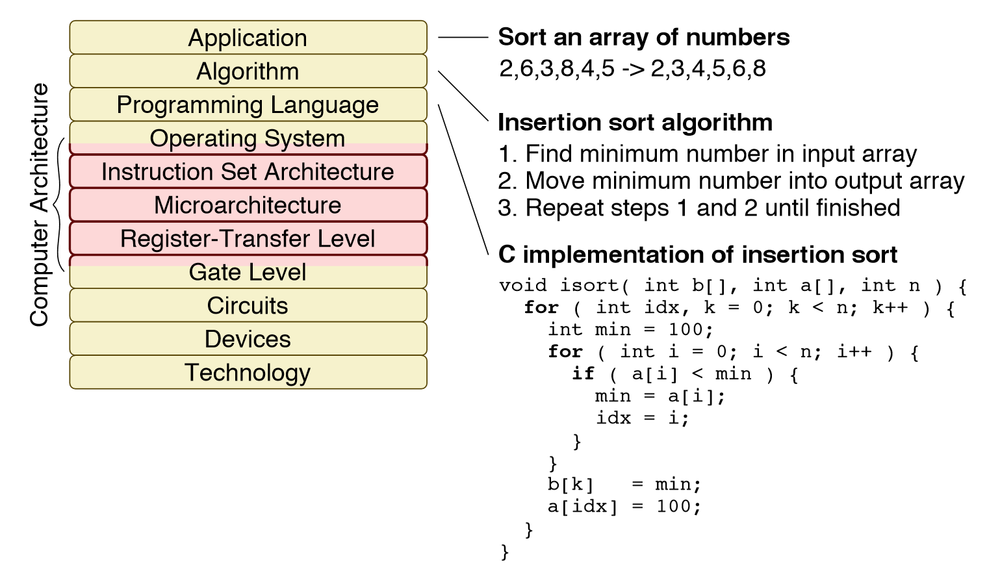 Computer Architecture
Application
Algorithm
Programming Language
Operating System
Instruction Set Architecture
Microarchitecture
Register-Transfer Level
Gate Level
Circuits
Devices
Technology
Sort an array of numbers
2,6,3,8,4,5 -> 2,3,4,5,6,8
Insertion sort algorithm
1. Find minimum number in input array
2. Move minimum number into output array
3. Repeat steps 1 and 2 until finished
C implementation of insertion sort
void isort( int b[], int a[], int n ) {
  for ( int idx, k = 0; k < n; k++ ) {
    int min = 100;
    for ( int i = 0; i < n; i++ ) {
      if ( a[i] < min ) {
        min = a[i];
        idx = i;
      }
    }
    b[k]   = min;
    a[idx] = 100;
  }
}